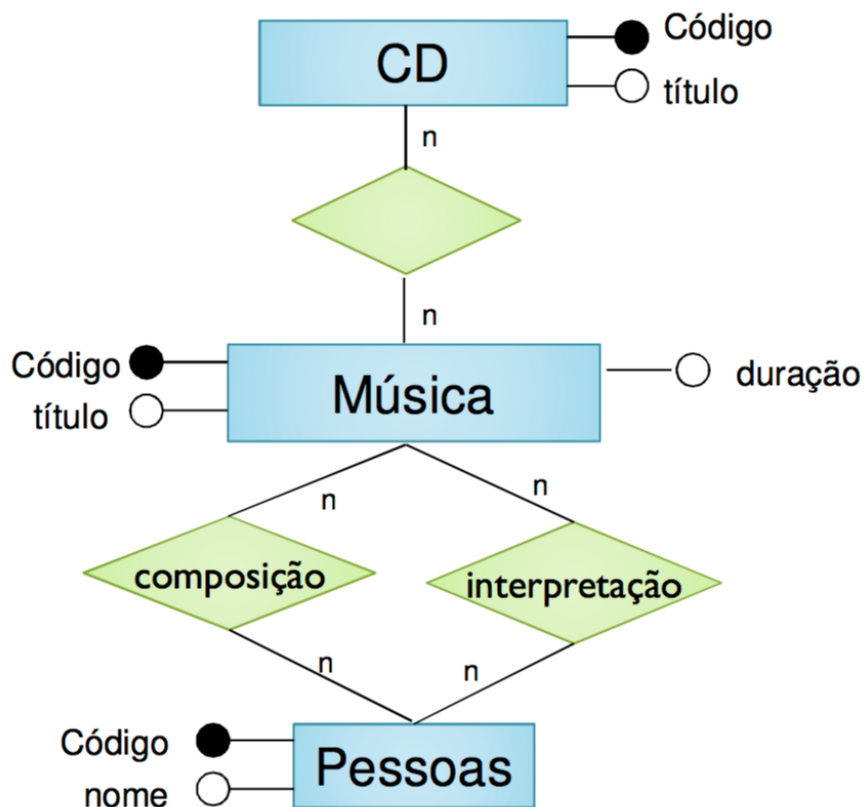 CD
Código
título
n
n
Código
título
Música
duração
n
n
composição
interpretação
n
n
Código
nome
Pessoas